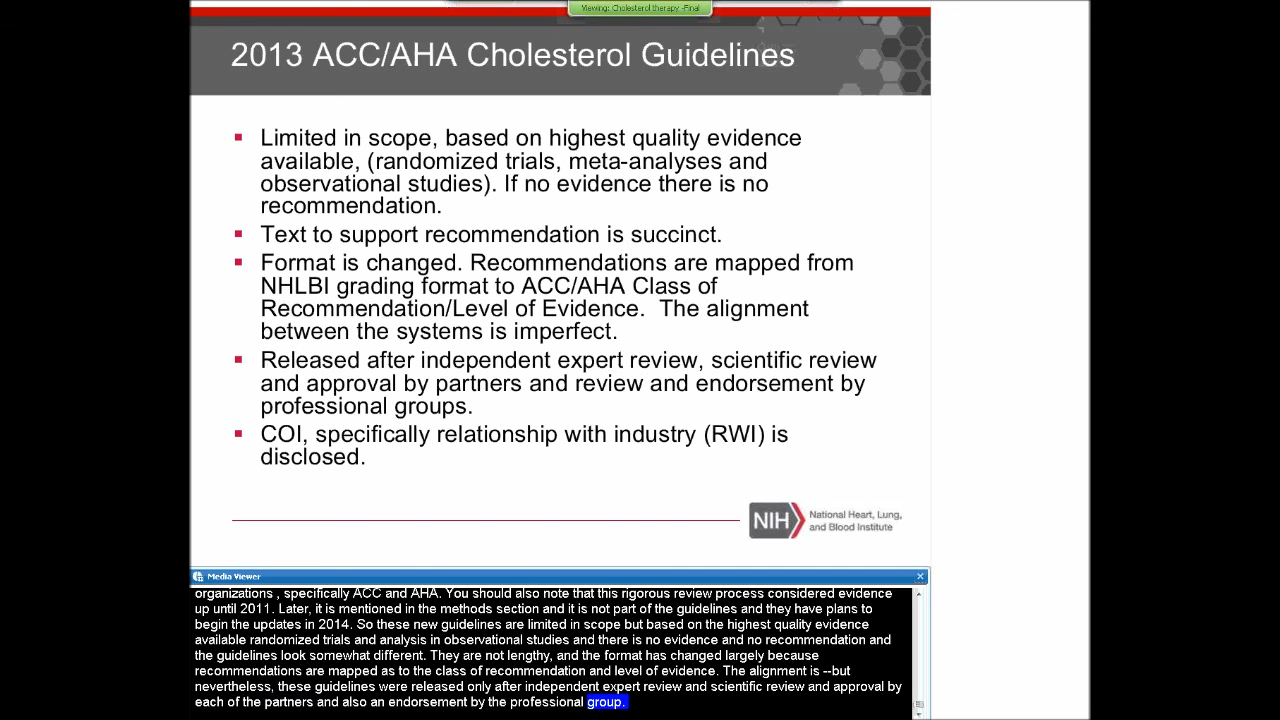 Viewing: Cholesterol therapy -Final
2013 ACC/AHA Cholesterol Guidelines
Limited in scope, based on highest quality evidence
available, (randomized trials, meta-analyses and
observational studies). If no evidence there is no
recommendation.
Text to support recommendation is succinct.
Format is changed. Recommendations are mapped from
NHLBI grading format to ACC/AHA Class of
Recommendation/Level of Evidence.  The alignment
between the systems is imperfect.
Released after independent expert review, scientific review
and approval by partners and review and endorsement by
professional groups.
COI, specifically relationship with industry (RWI) is
disclosed.
NIH
National Heart, Lung,
and Blood Institute
Media Viewer
organizations , specifically ACC and AHA. You should also note that this rigorous review process considered evidence
up until 2011. Later, it is mentioned in the methods section and it is not part of the guidelines and they have plans to
begin the updates in 2014. So these new guidelines are limited in scope but based on the highest quality evidence
available randomized trials and analysis in observational studies and there is no evidence and no recommendation and
the guidelines look somewhat different. They are not lengthy, and the format has changed largely because
recommendations are mapped as to the class of recommendation and level of evidence. The alignment is --but
nevertheless, these guidelines were released only after independent expert review and scientific review and approval by
each of the partners and also an endorsement by the professional group.